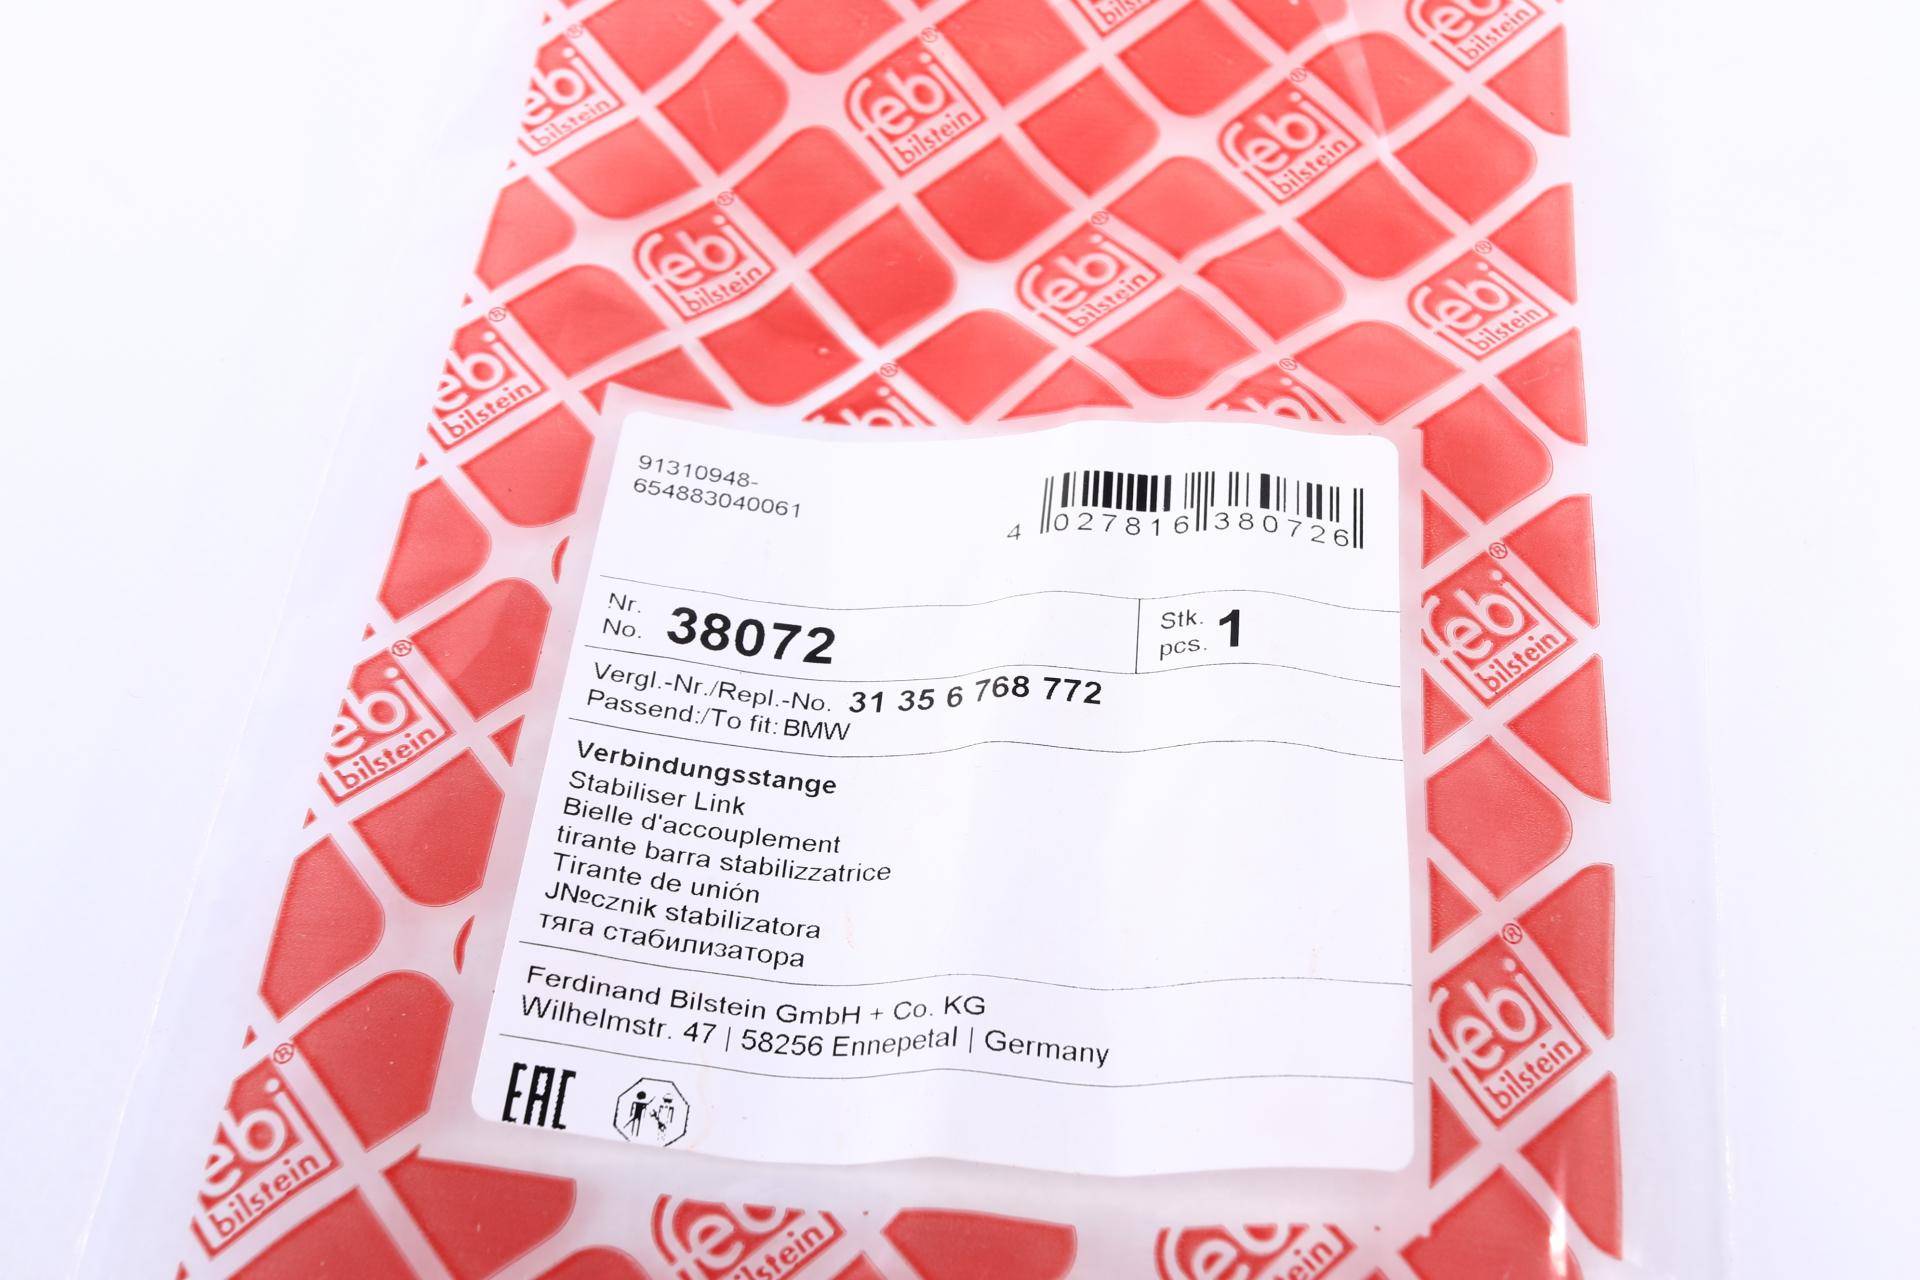 febi bilstein
91310948-
654883040061
4 027816 380726
Nr. No. 38072
Stk. pcs. 1
Vergl.-Nr./Repl.-No. 31 35 6 768 772
Passend:/To fit: BMW
Verbindungsstange
Stabiliser Link
Bielle d'accouplement
tirante barra stabilizzatrice
Tirante de unión
JNºcznik stabilizatora
тяга стабилизатора
Ferdinand Bilstein GmbH + Co. KG
Wilhelmstr. 47 | 58256 Ennepetal | Germany
EAC